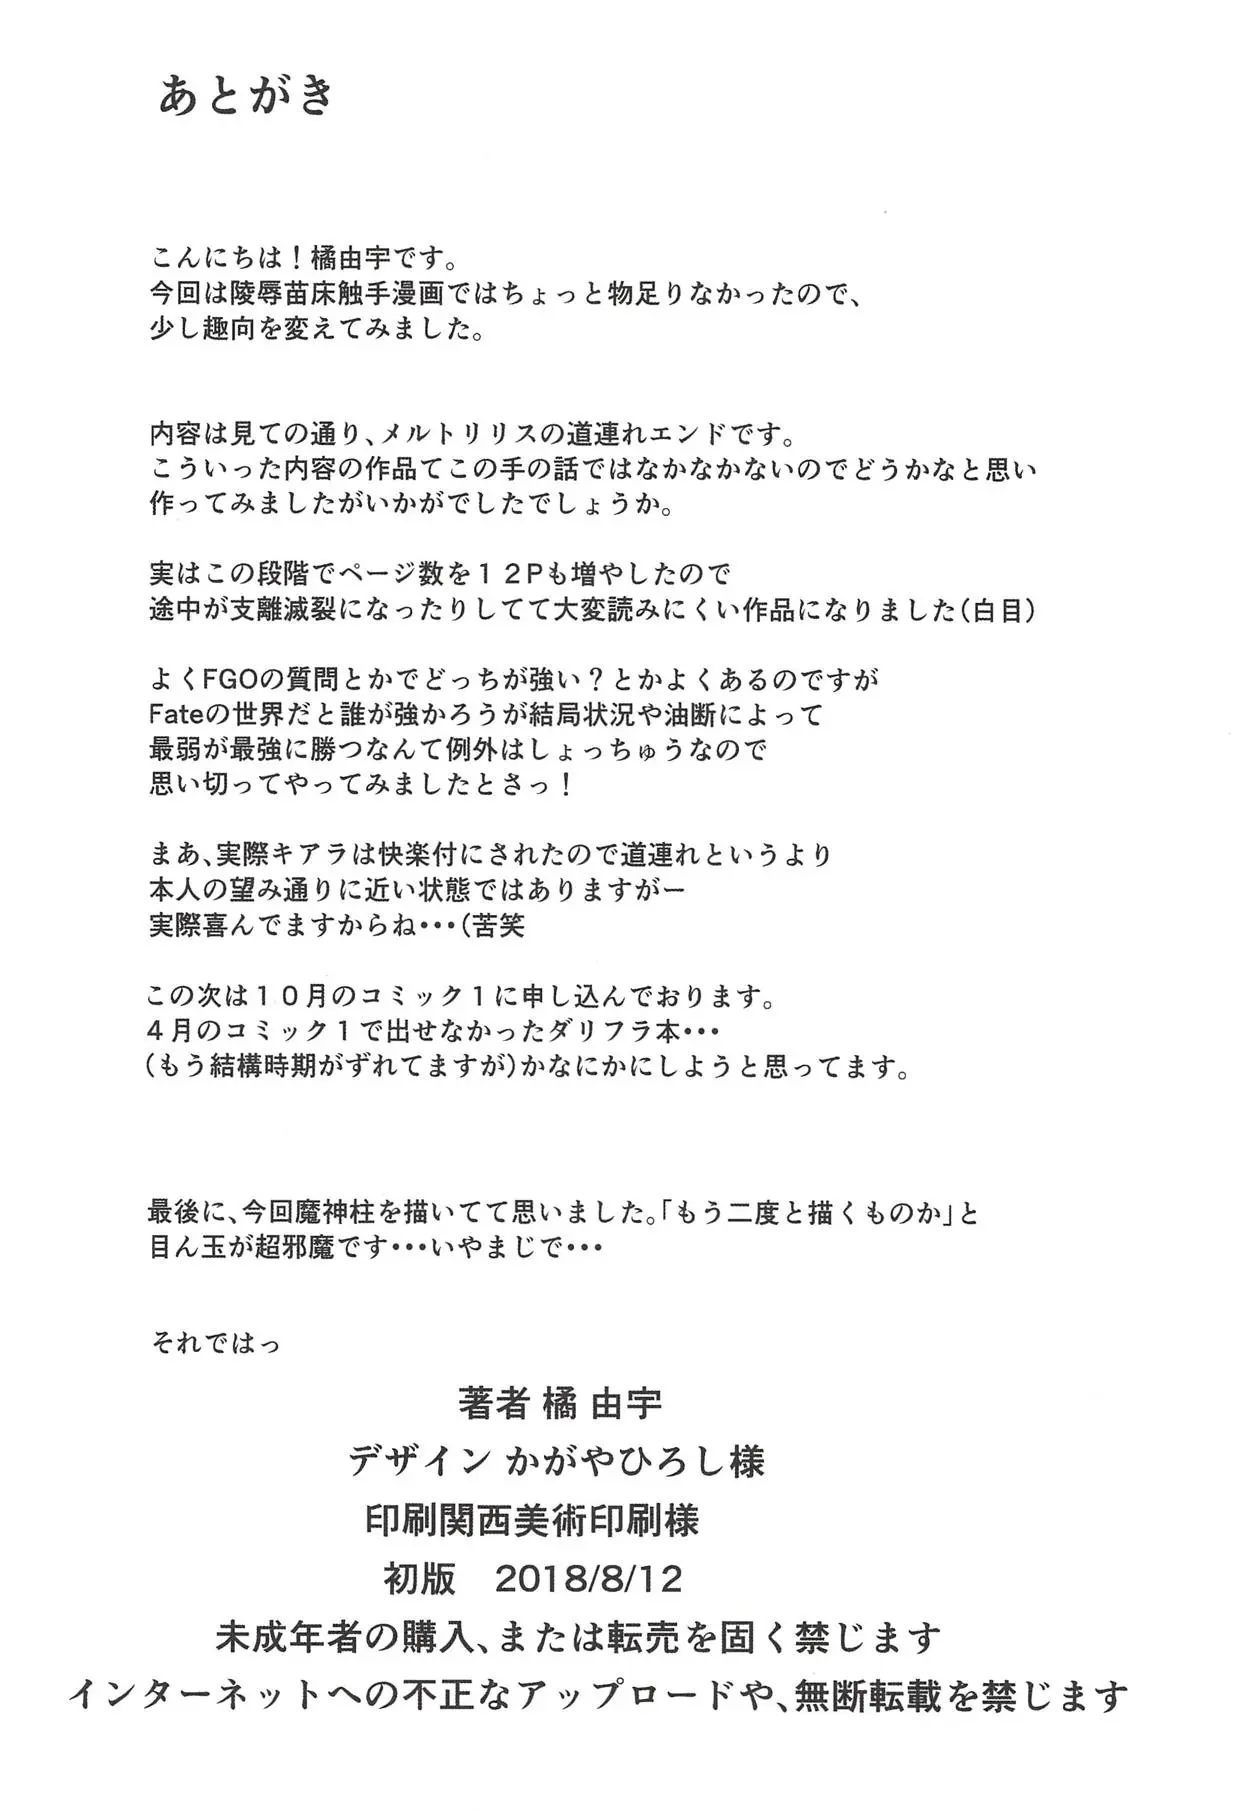 あとがき
こんにちは！橘由宇です。
今回は陵辱苗床触手漫画ではちょっと物足りなかったので、
少し趣向を変えてみました。
内容は見ての通り、メルトリリスの道連れエンドです。
こういった内容の作品てこの手の話ではなかなかないのでどうかなと思い
作ってみましたがいかがでしたでしょうか。
実はこの段階でページ数を１２Pも増やしたので
途中が支離滅裂になったりしてて大変読みにくい作品になりました（白目）
よくFGOの質問とかでどっちが強い？とかよくあるのですが
Fateの世界だと誰が強かろうが結局状況や油断によって
最弱が最強に勝つなんて例外はしょっちゅうなので
思い切ってやってみましたとさっ！
まあ、実際キアラは快楽付にされたので道連れというより
本人の望み通りに近い状態ではありますがー
実際喜んでますからね・・・（苦笑
この次は１０月のコミック１に申し込んでおります。
４月のコミック１で出せなかったダリフラ本・・・
（もう結構時期がずれてますが）かなにかにしようと思ってます。
最後に、今回魔神柱を描いてて思いました。「もう二度と描くものか」と
目ん玉が超邪魔です・・・いやまじで・・・
それではっ
著者 橘 由宇
デザイン かがやひろし様
印刷関西美術印刷様
初版　2018/8/12
未成年者の購入、または転売を固く禁じます
インターネットへの不正なアップロードや、無断転載を禁じます